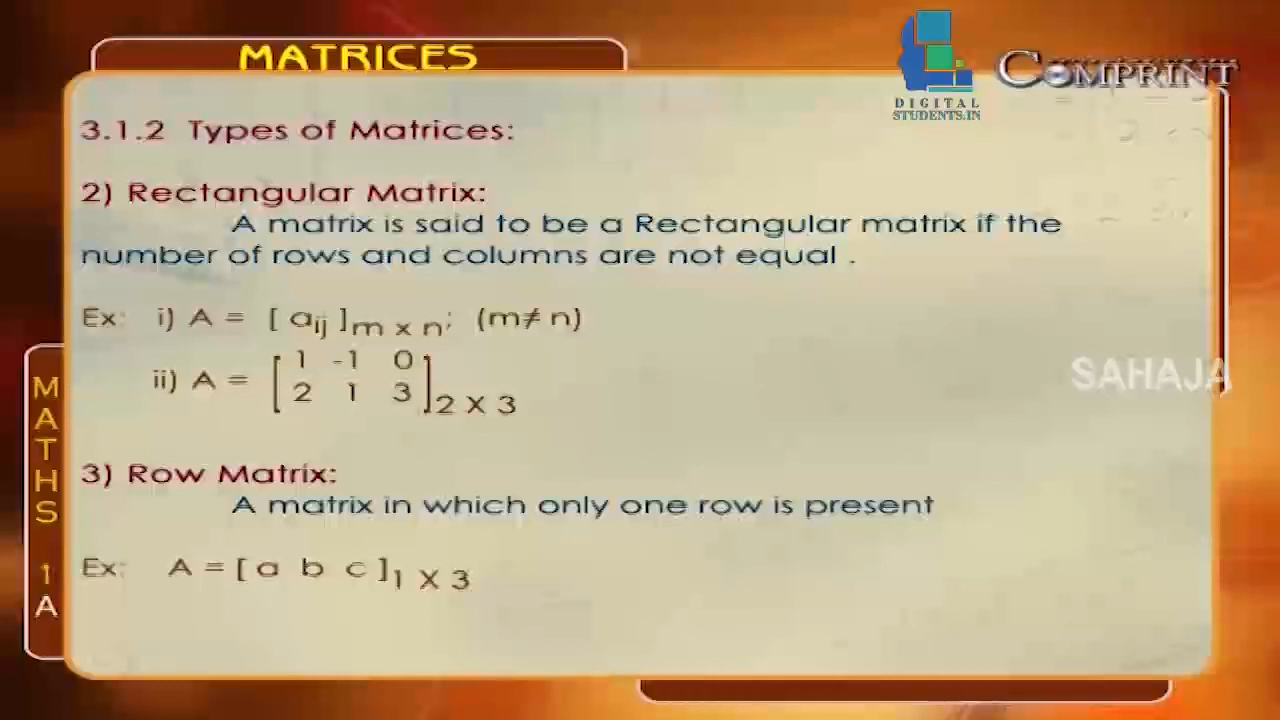 MATRICES
DIGITAL
STUDENTS.IN
COMPRINT
3.1.2 Types of Matrices:
2) Rectangular Matrix:
A matrix is said to be a Rectangular matrix if the
number of rows and columns are not equal .
Ex: i) A = [ aij ]m x n; (m≠ n)
ii) A = [ 1 -1 0
2 1 3 ]2 X 3
SAHAJA
3) Row Matrix:
A matrix in which only one row is present
Ex: A = [ a b c ]1 X 3
MATHS 1A